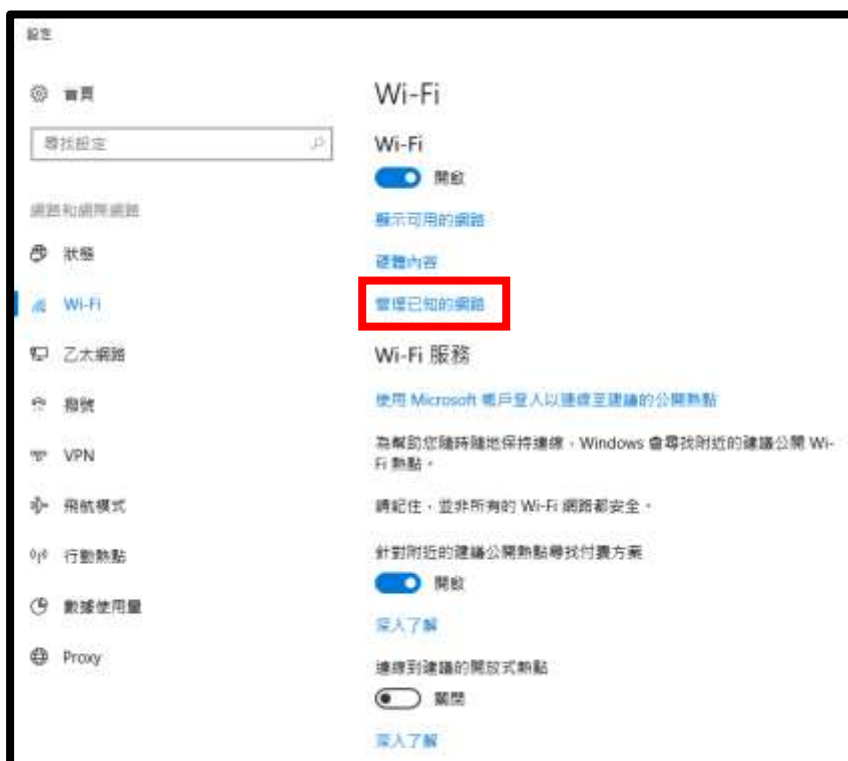 設定
首頁
尋找設定
網路和網際網路
狀態
Wi-Fi
乙太網路
撥號
VPN
飛航模式
行動熱點
數據使用量
Proxy
Wi-Fi
Wi-Fi
開啟
顯示可用的網路
硬體內容
管理已知的網路
Wi-Fi 服務
使用 Microsoft 帳戶登入以連線至建議的公開熱點
為幫助您隨時隨地保持連線，Windows 會尋找附近的建議公開 Wi-
Fi 熱點。
請記住，並非所有的 Wi-Fi 網路都安全。
針對附近的建議公開熱點尋找付費方案
開啟
深入了解
連線到建議的開放式熱點
關閉
深入了解